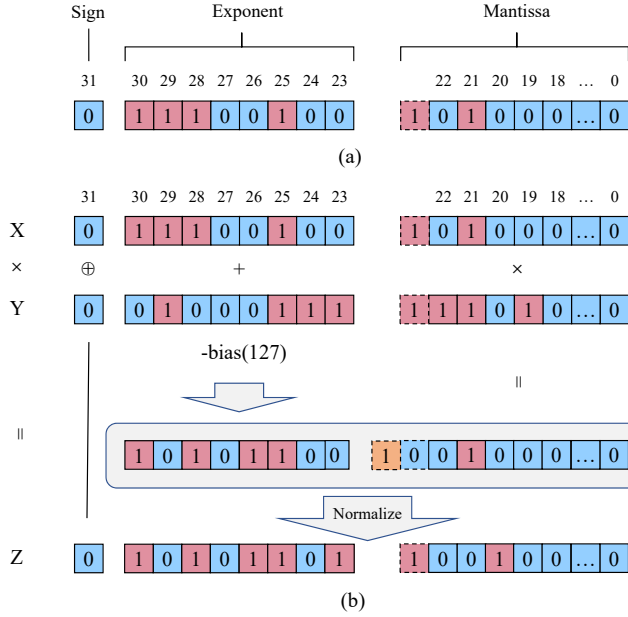 Sign Exponent Mantissa
31 30 29 28 27 26 25 24 23 22 21 20 19 18 ... 0
0 1 1 1 0 0 1 0 0 1 0 1 0 0 0 ... 0
(a)
31 30 29 28 27 26 25 24 23 22 21 20 19 18 ... 0
X 0 1 1 1 0 0 1 0 0 1 0 1 0 0 0 ... 0
× ⊕ + ×
Y 0 0 1 0 0 0 1 1 1 1 1 1 0 1 0 ... 0
-bias(127)
= =
1 0 1 0 1 1 0 0 1 0 0 1 0 0 0 ... 0
Normalize
Z 0 1 0 1 0 1 1 0 1 1 0 0 1 0 0 ... 0
(b)